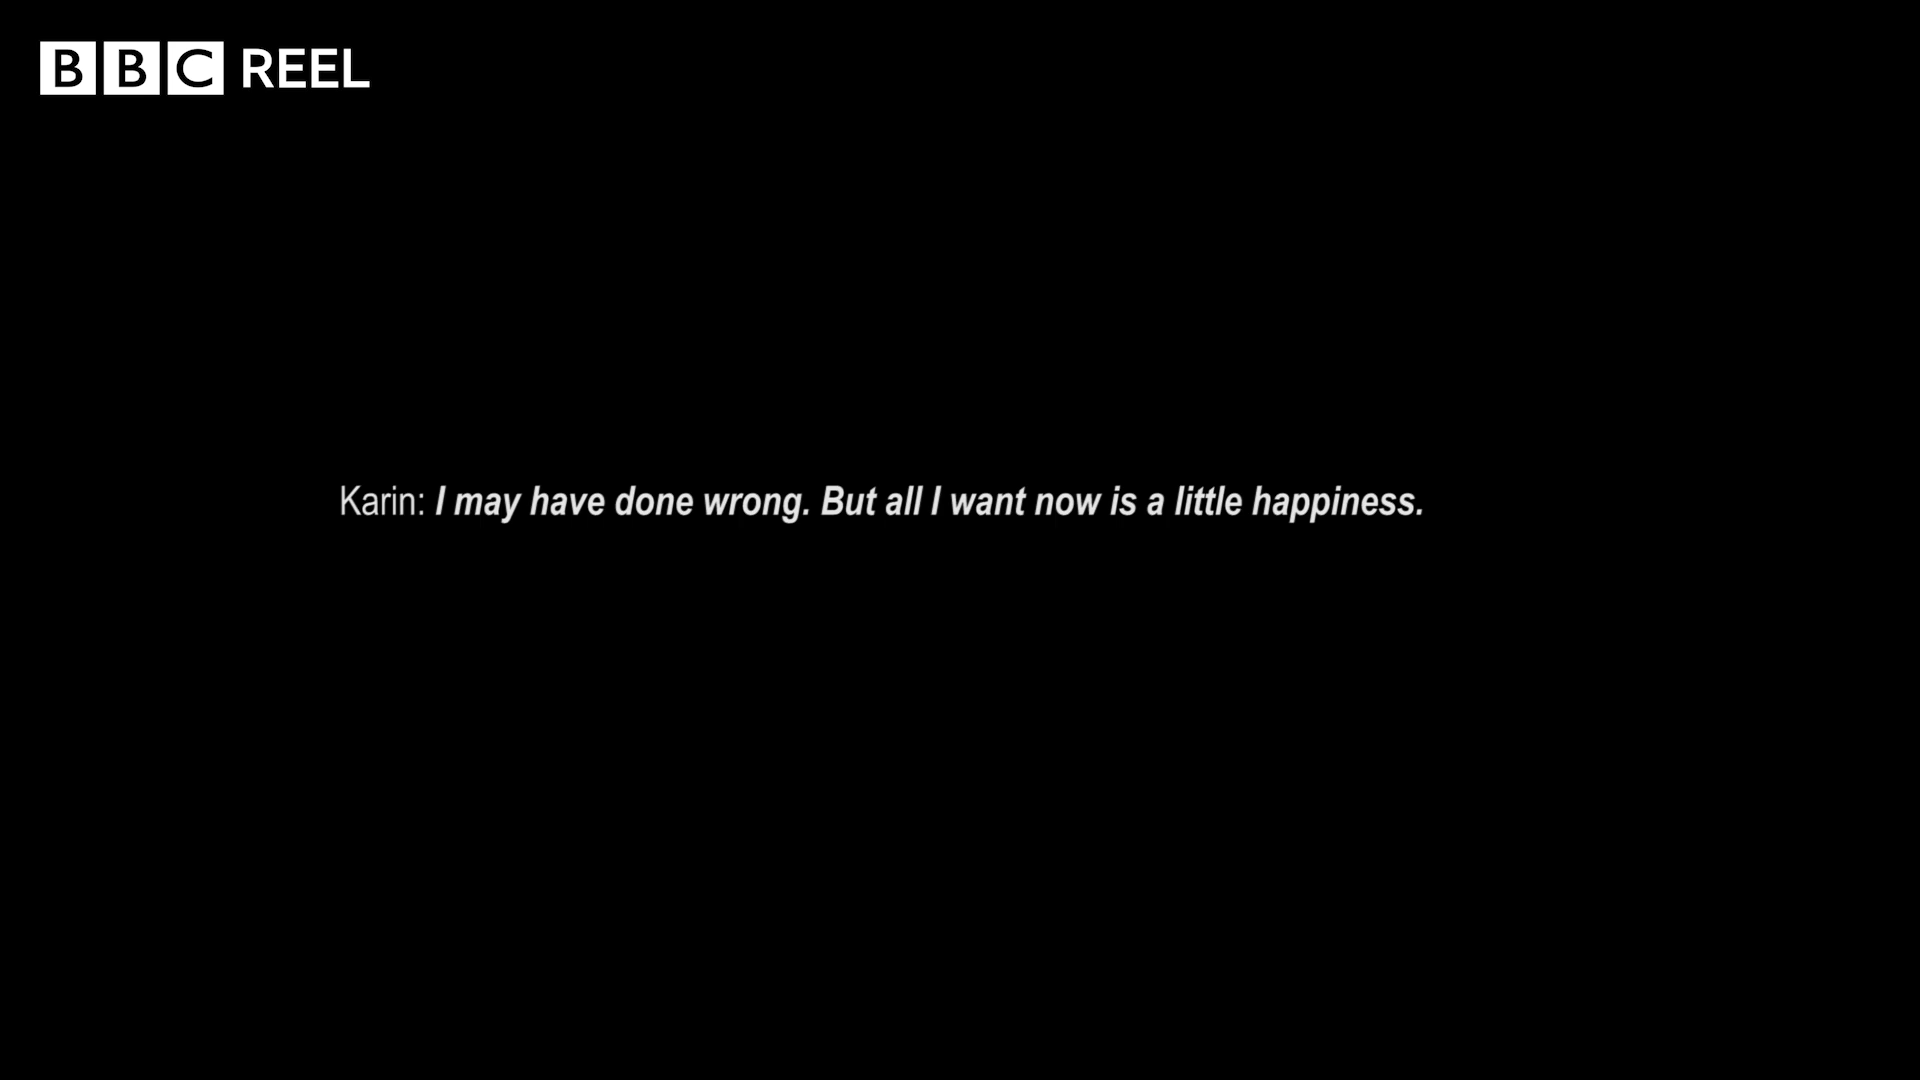 BBC REEL
Karin: I may have done wrong. But all I want now is a little happiness.